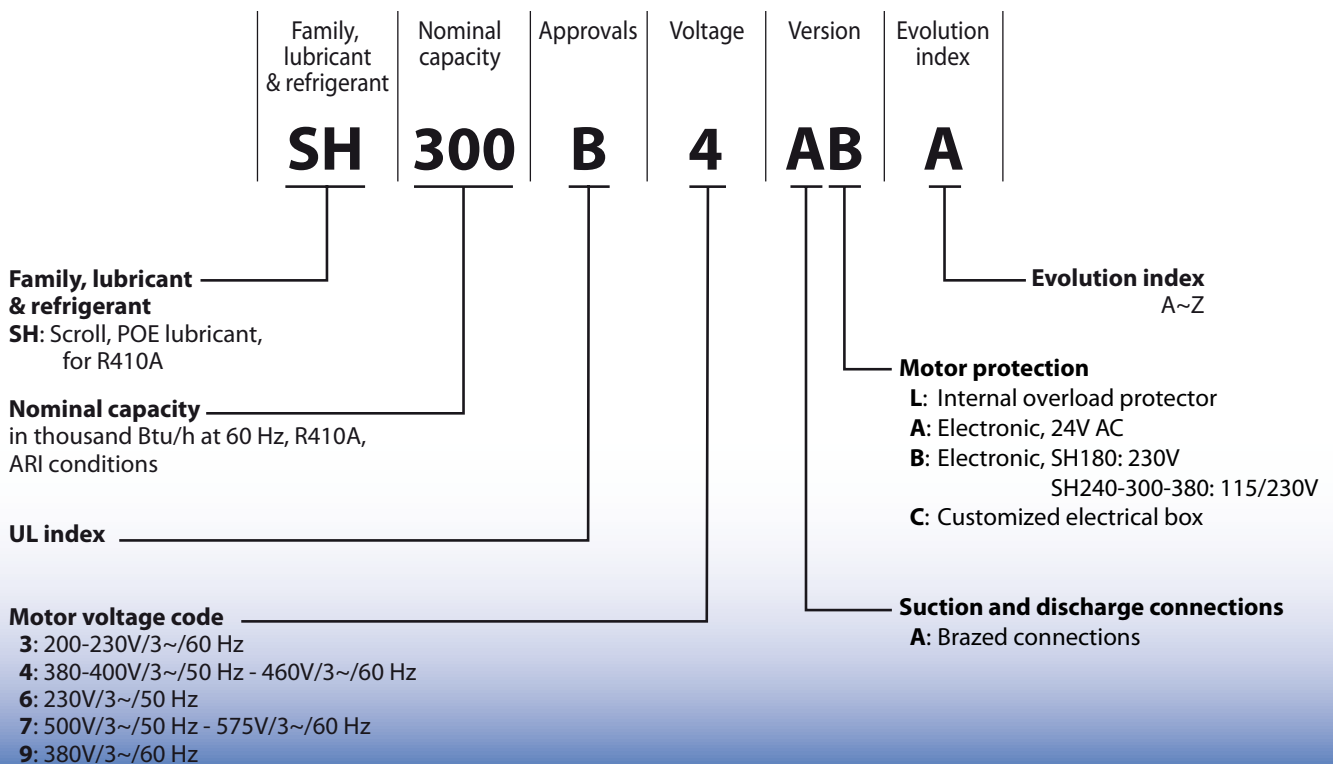 Family,
lubricant
& refrigerant
Nominal
capacity
Approvals
Voltage
Version
Evolution
index
SH
300
B
4
AB
A
Family, lubricant
& refrigerant
SH: Scroll, POE lubricant,
for R410A
Nominal capacity
in thousand Btu/h at 60 Hz, R410A,
ARI conditions
UL index
Motor voltage code
3: 200-230V/3~/60 Hz
4: 380-400V/3~/50 Hz - 460V/3~/60 Hz
6: 230V/3~/50 Hz
7: 500V/3~/50 Hz - 575V/3~/60 Hz
9: 380V/3~/60 Hz
Evolution index
A~Z
Motor protection
L: Internal overload protector
A: Electronic, 24V AC
B: Electronic, SH180: 230V
SH240-300-380: 115/230V
C: Customized electrical box
Suction and discharge connections
A: Brazed connections